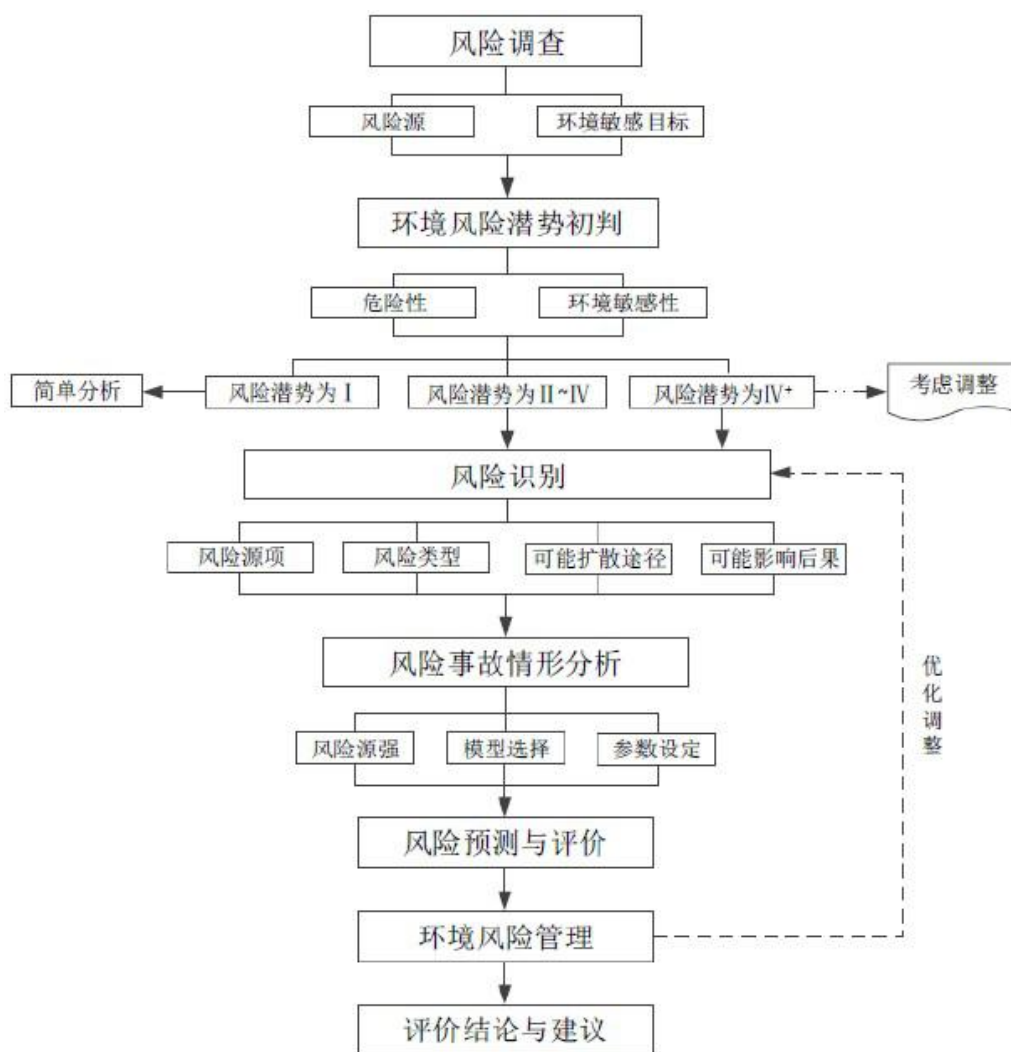 风险调查
风险源
环境敏感目标
环境风险潜势初判
危险性
环境敏感性
简单分析
风险潜势为Ⅰ
风险潜势为Ⅱ~Ⅳ
风险潜势为Ⅳ⁺
考虑调整
风险识别
风险源项
风险类型
可能扩散途径
可能影响后果
风险事故情形分析
优化调整
风险源强
模型选择
参数设定
风险预测与评价
环境风险管理
评价结论与建议